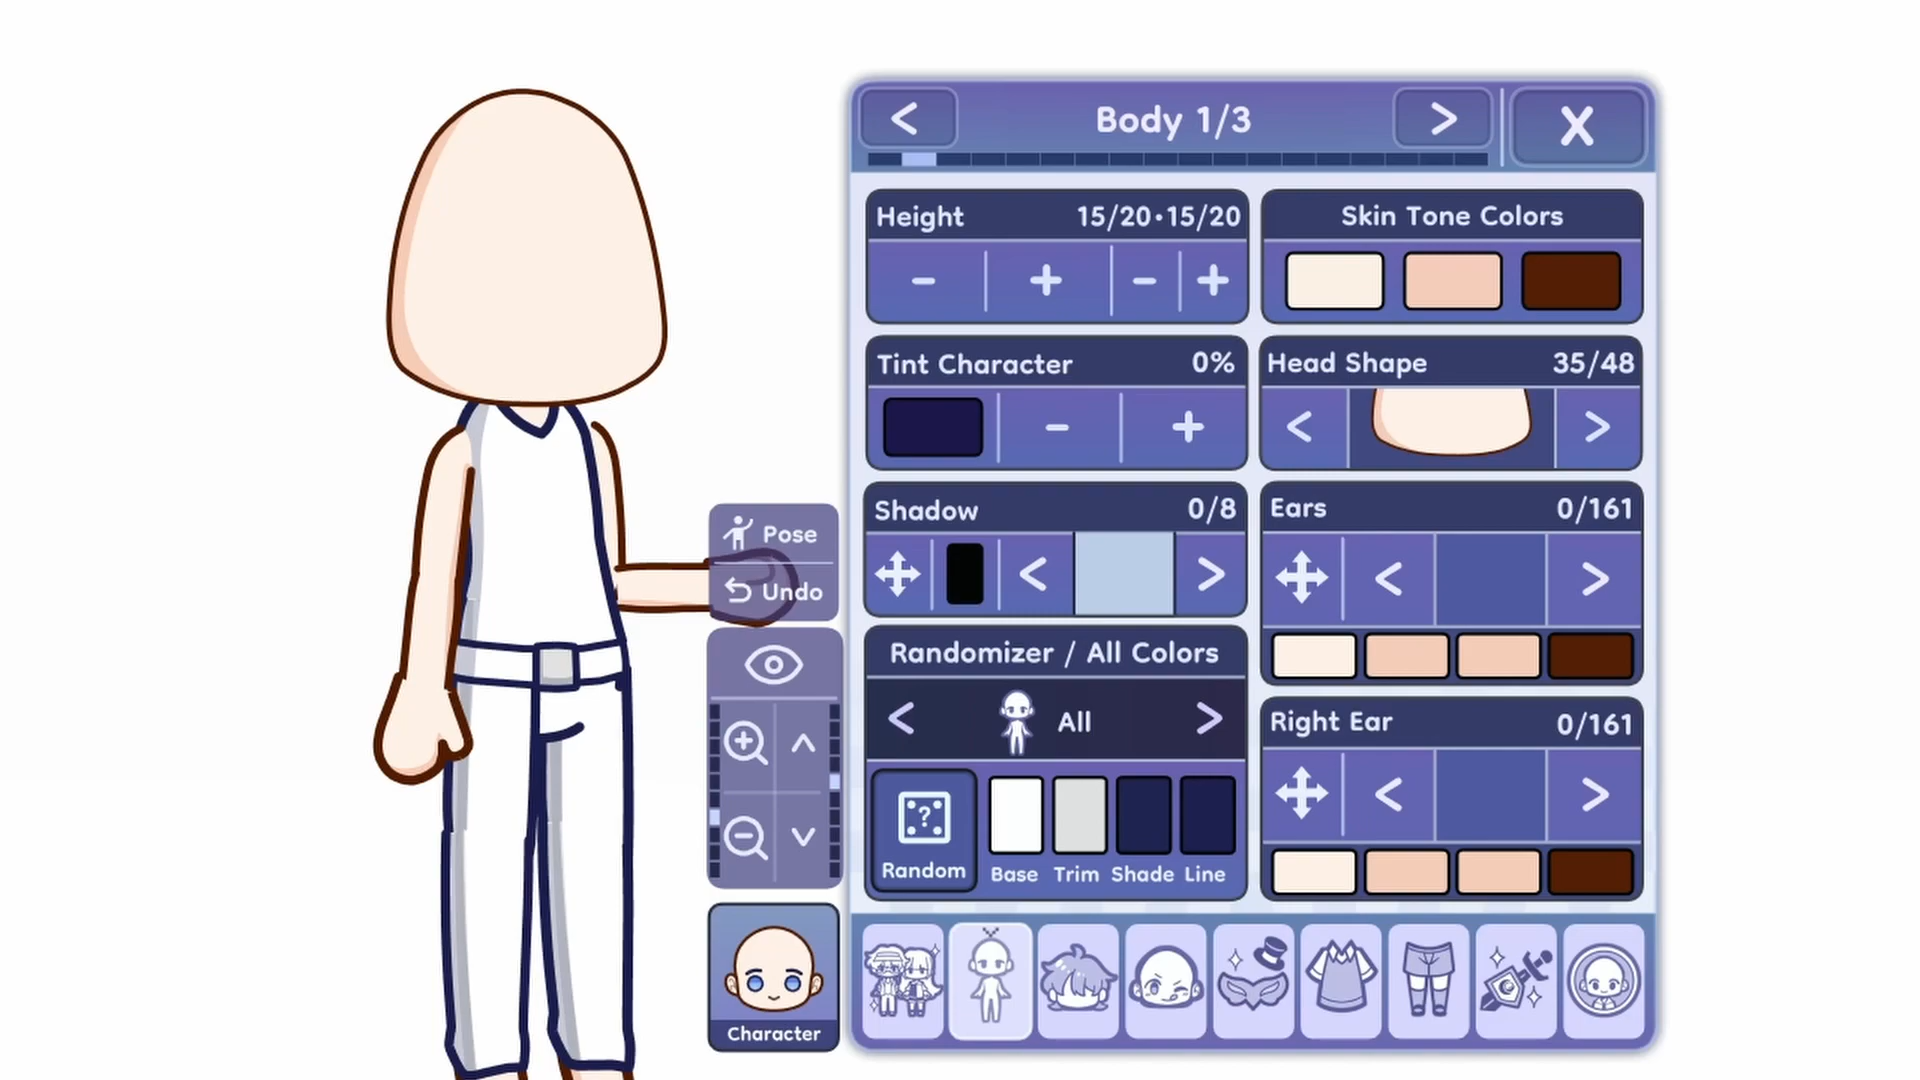 < Body 1/3 > X
Height 15/20•15/20
- + - +
Skin Tone Colors
Tint Character 0%
- +
Head Shape 35/48
< >
Shadow 0/8
< >
Ears 0/161
< >
Randomizer / All Colors
< All >
?
Random Base Trim Shade Line
Right Ear 0/161
< >
Pose
Undo
Character